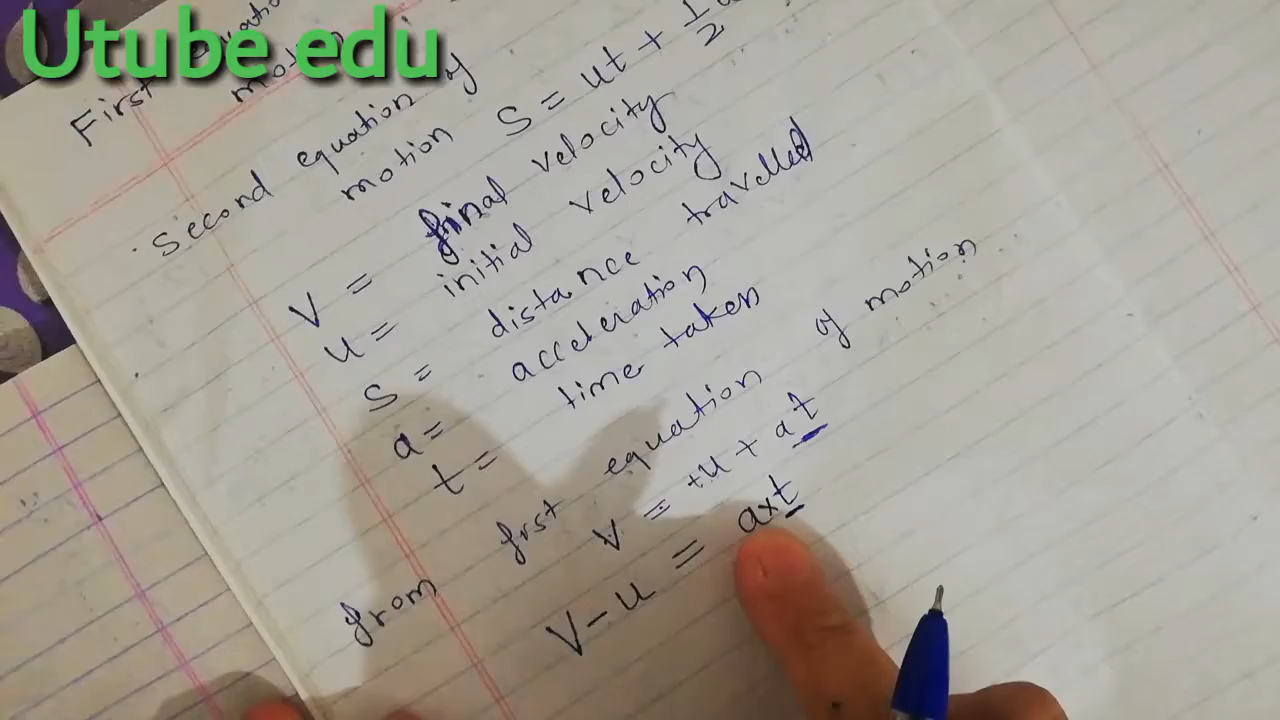 Utube edu
First
motion
second equation of
motion S = ut + 1/2
V = final velocity
u = initial velocity
S = distance travelled
a = acceleration
t = time taken
from first equation of motion
V = +u + at
V - u = a×t